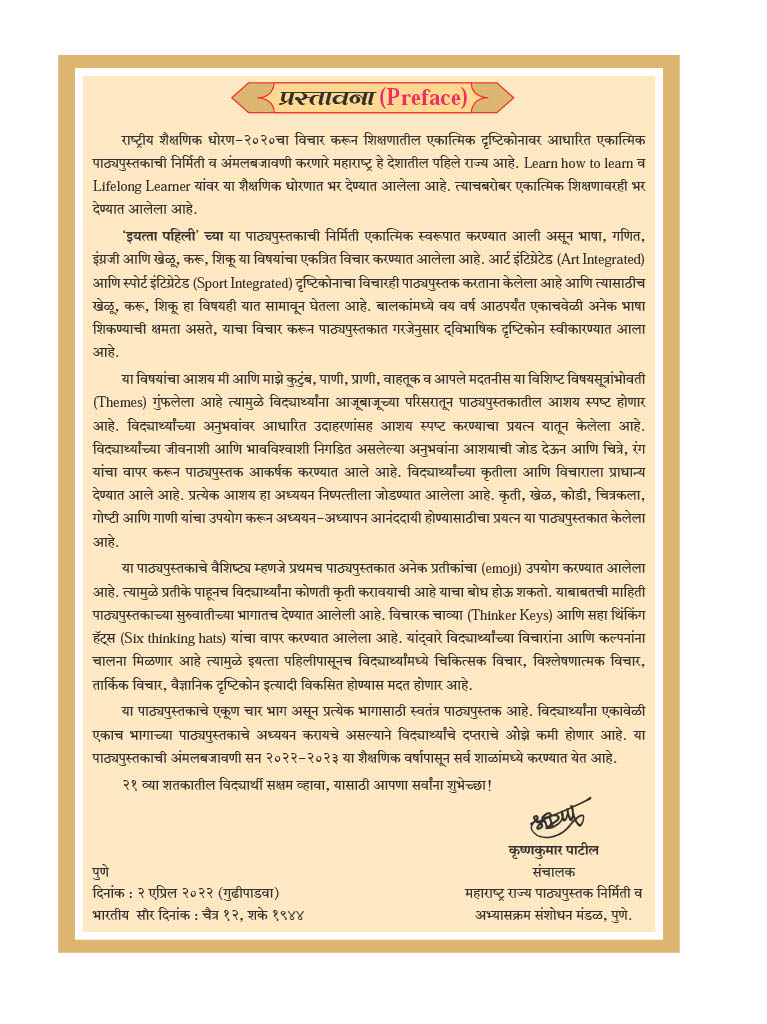 प्रस्तावना (Preface)
राष्ट्रीय शैक्षणिक धोरण-२०२०चा विचार करून शिक्षणातील एकात्मिक दृष्टिकोनावर आधारित एकात्मिक
पाठ्यपुस्तकाची निर्मिती व अंमलबजावणी करणारे महाराष्ट्र हे देशातील पहिले राज्य आहे. Learn how to learn व
Lifelong Learner यांवर या शैक्षणिक धोरणात भर देण्यात आलेला आहे. त्याचबरोबर एकात्मिक शिक्षणावरही भर
देण्यात आलेला आहे.
‘इयत्ता पहिली’ च्या या पाठ्यपुस्तकाची निर्मिती एकात्मिक स्वरूपात करण्यात आली असून भाषा, गणित,
इंग्रजी आणि खेळू, करू, शिकू या विषयांचा एकत्रित विचार करण्यात आलेला आहे. आर्ट इंटिग्रेटेड (Art Integrated)
आणि स्पोर्ट इंटिग्रेटेड (Sport Integrated) दृष्टिकोनाचा विचारही पाठ्यपुस्तक करताना केलेला आहे आणि त्यासाठीच
खेळू, करू, शिकू हा विषयही यात सामावून घेतला आहे. बालकांमध्ये वय वर्ष आठपर्यंत एकाचवेळी अनेक भाषा
शिकण्याची क्षमता असते, याचा विचार करून पाठ्यपुस्तकात गरजेनुसार द्‌विभाषिक दृष्टिकोन स्वीकारण्यात आला
आहे.
या विषयांचा आशय मी आणि माझे कुटुंब, पाणी, प्राणी, वाहतूक व आपले मदतनीस या विशिष्ट विषयसूत्रांभोवती
(Themes) गुंफलेला आहे त्यामुळे विद्यार्थ्यांना आजूबाजूच्या परिसरातून पाठ्यपुस्तकातील आशय स्पष्ट होणार
आहे. विद्यार्थ्यांच्या अनुभवांवर आधारित उदाहरणांसह आशय स्पष्ट करण्याचा प्रयत्न यातून केलेला आहे.
विद्यार्थ्यांच्या जीवनाशी आणि भावविश्वाशी निगडित असलेल्या अनुभवांना आशयाची जोड देऊन आणि चित्रे, रंग
यांचा वापर करून पाठ्यपुस्तक आकर्षक करण्यात आले आहे. विद्यार्थ्यांच्या कृतीला आणि विचाराला प्राधान्य
देण्यात आले आहे. प्रत्येक आशय हा अध्ययन निष्पत्तीला जोडण्यात आलेला आहे. कृती, खेळ, कोडी, चित्रकला,
गोष्टी आणि गाणी यांचा उपयोग करून अध्ययन-अध्यापन आनंददायी होण्यासाठीचा प्रयत्न या पाठ्यपुस्तकात केलेला
आहे.
या पाठ्यपुस्तकाचे वैशिष्ट्य म्हणजे प्रथमच पाठ्यपुस्तकात अनेक प्रतीकांचा (emoji) उपयोग करण्यात आलेला
आहे. त्यामुळे प्रतीके पाहूनच विद्यार्थ्यांना कोणती कृती करावयाची आहे याचा बोध होऊ शकतो. याबाबतची माहिती
पाठ्यपुस्तकाच्या सुरुवातीच्या भागातच देण्यात आलेली आहे. विचारक चाव्या (Thinker Keys) आणि सहा थिंकिंग
हॅट्स (Six thinking hats) यांचा वापर करण्यात आलेला आहे. यांद्‌वारे विद्यार्थ्यांच्या विचारांना आणि कल्पनांना
चालना मिळणार आहे त्यामुळे इयत्ता पहिलीपासूनच विद्यार्थ्यांमध्ये चिकित्सक विचार, विश्लेषणात्मक विचार,
तार्किक विचार, वैज्ञानिक दृष्टिकोन इत्यादी विकसित होण्यास मदत होणार आहे.
या पाठ्यपुस्तकाचे एकूण चार भाग असून प्रत्येक भागासाठी स्वतंत्र पाठ्यपुस्तक आहे. विद्यार्थ्यांना एकावेळी
एकाच भागाच्या पाठ्यपुस्तकाचे अध्ययन करायचे असल्याने विद्यार्थ्यांचे दप्तराचे ओझे कमी होणार आहे. या
पाठ्यपुस्तकाची अंमलबजावणी सन २०२२-२०२३ या शैक्षणिक वर्षापासून सर्व शाळांमध्ये करण्यात येत आहे.
२१ व्या शतकातील विद्यार्थी सक्षम व्हावा, यासाठी आपणा सर्वांना शुभेच्छा!
कृष्णकुमार पाटील
पुणे संचालक
दिनांक : २ एप्रिल २०२२ (गुढीपाडवा) महाराष्ट्र राज्य पाठ्यपुस्तक निर्मिती व
भारतीय सौर दिनांक : चैत्र १२, शके १९४४ अभ्यासक्रम संशोधन मंडळ, पुणे.